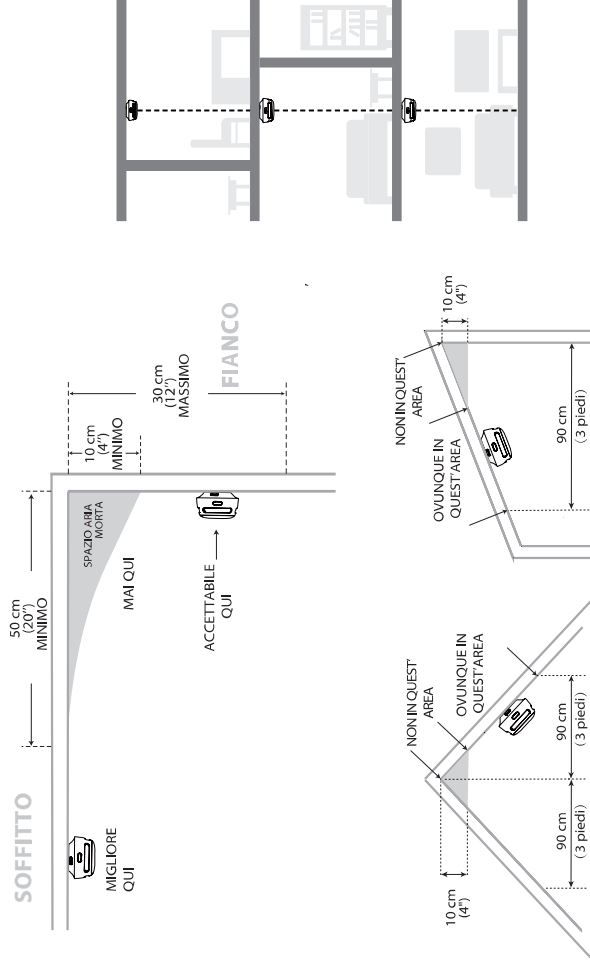 SOFFITTO
50 cm
(20”)
MINIMO
SPAZIO ARIA
MORTA
MAI QUI
MIGLIORE
QUI
ACCETTABILE
QUI
10 cm
(4”)
MINIMO
30 cm
(12”)
MASSIMO
FIANCO
NON IN QUEST’
AREA
OVUNQUE IN
QUEST’AREA
10 cm
(4")
90 cm
(3 piedi)
90 cm
(3 piedi)
NON IN QUEST’
AREA
OVUNQUE IN
QUEST’AREA
10 cm
(4")
90 cm
(3 piedi)